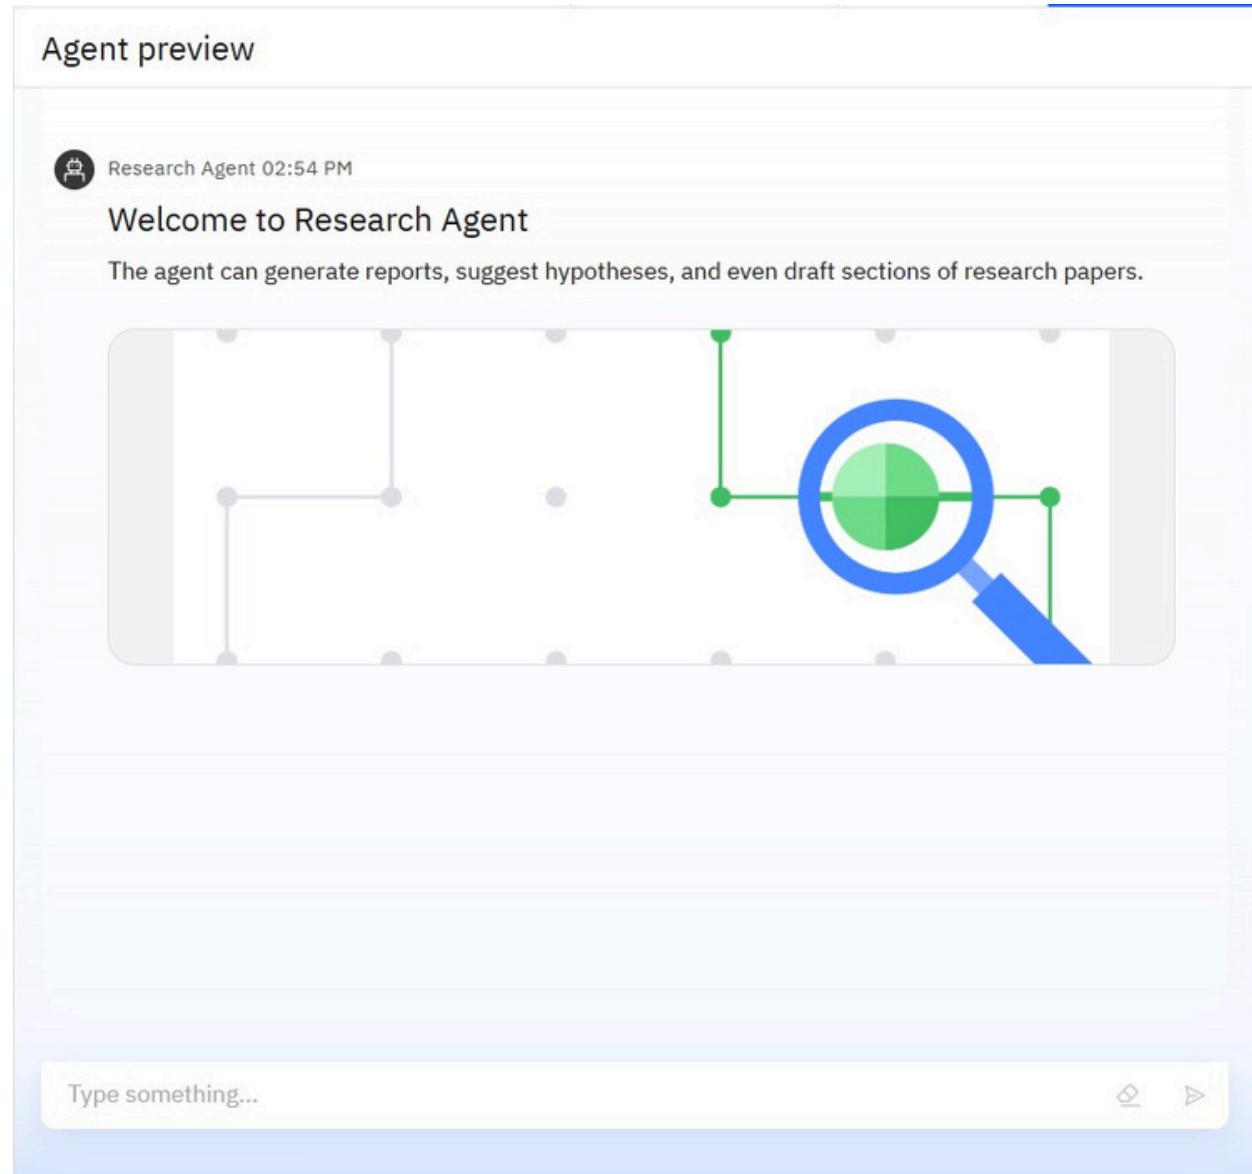 Agent preview
Research Agent 02:54 PM
Welcome to Research Agent
The agent can generate reports, suggest hypotheses, and even draft sections of research papers.
Type something...